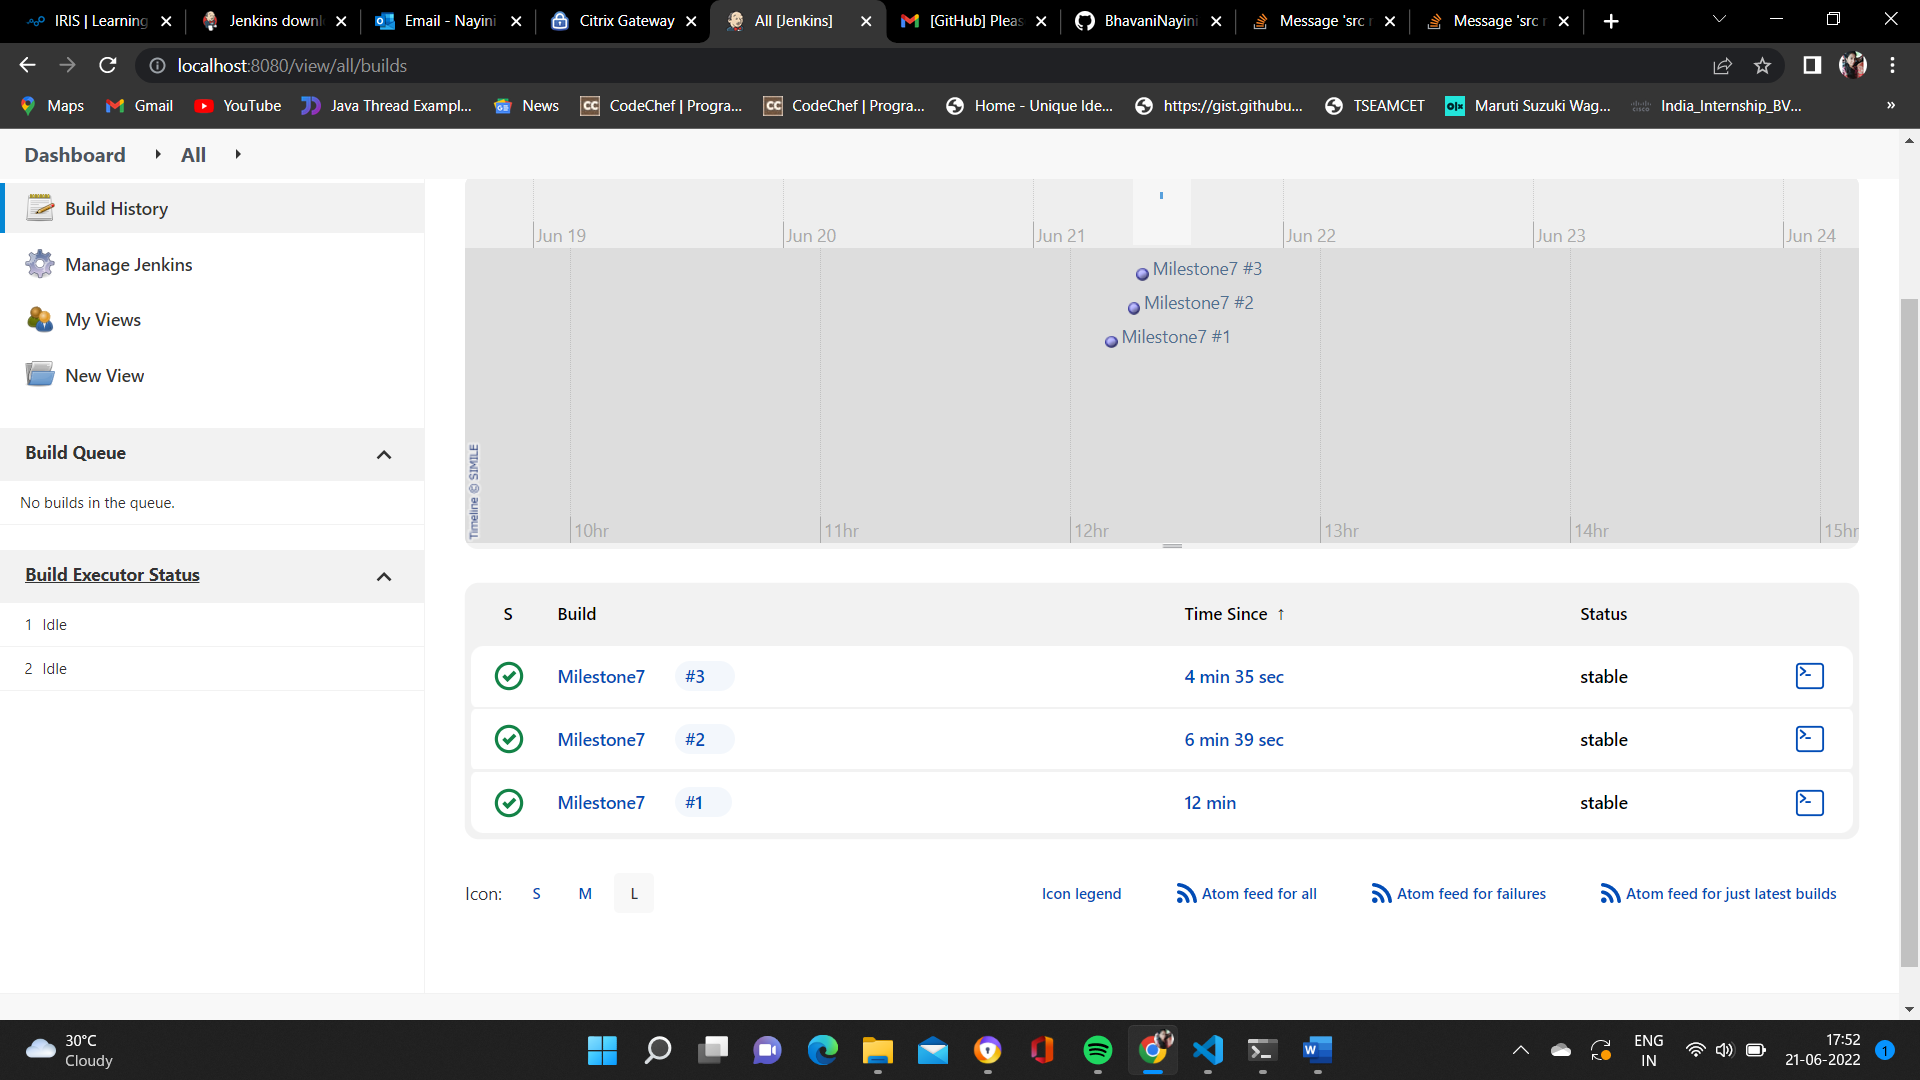 IRIS | Learning
Jenkins downl
Email - Nayini
Citrix Gateway
All [Jenkins]
[GitHub] Pleas
BhavaniNayini
Message 'src r
Message 'src r
localhost:8080/view/all/builds
Maps
Gmail
YouTube
Java Thread Exampl...
News
CodeChef | Progra...
CodeChef | Progra...
Home - Unique Ide...
https://gist.githubu...
TSEAMCET
Maruti Suzuki Wag...
India_Internship_BV...
»
Dashboard
All
Build History
Manage Jenkins
My Views
New View
Build Queue
No builds in the queue.
Build Executor Status
1 Idle
2 Idle
Jun 19
Jun 20
Jun 21
Jun 22
Jun 23
Jun 24
Milestone7 #3
Milestone7 #2
Milestone7 #1
Timeline © SIMILE
10hr
11hr
12hr
13hr
14hr
15hr
S Build Time Since ↑ Status
Milestone7 #3 4 min 35 sec stable
Milestone7 #2 6 min 39 sec stable
Milestone7 #1 12 min stable
Icon: S M L
Icon legend
Atom feed for all
Atom feed for failures
Atom feed for just latest builds
30°C
Cloudy
ENG
IN
17:52
21-06-2022
1